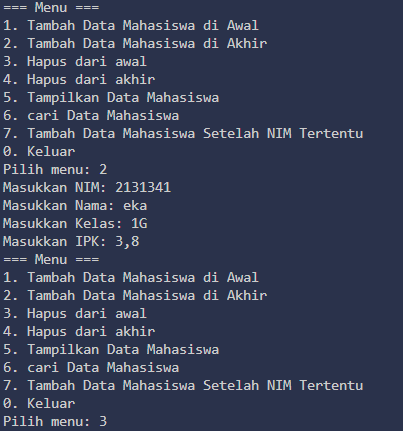 === Menu ===
1. Tambah Data Mahasiswa di Awal
2. Tambah Data Mahasiswa di Akhir
3. Hapus dari awal
4. Hapus dari akhir
5. Tampilkan Data Mahasiswa
6. cari Data Mahasiswa
7. Tambah Data Mahasiswa Setelah NIM Tertentu
0. Keluar
Pilih menu: 2
Masukkan NIM: 2131341
Masukkan Nama: eka
Masukkan Kelas: 1G
Masukkan IPK: 3,8
=== Menu ===
1. Tambah Data Mahasiswa di Awal
2. Tambah Data Mahasiswa di Akhir
3. Hapus dari awal
4. Hapus dari akhir
5. Tampilkan Data Mahasiswa
6. cari Data Mahasiswa
7. Tambah Data Mahasiswa Setelah NIM Tertentu
0. Keluar
Pilih menu: 3